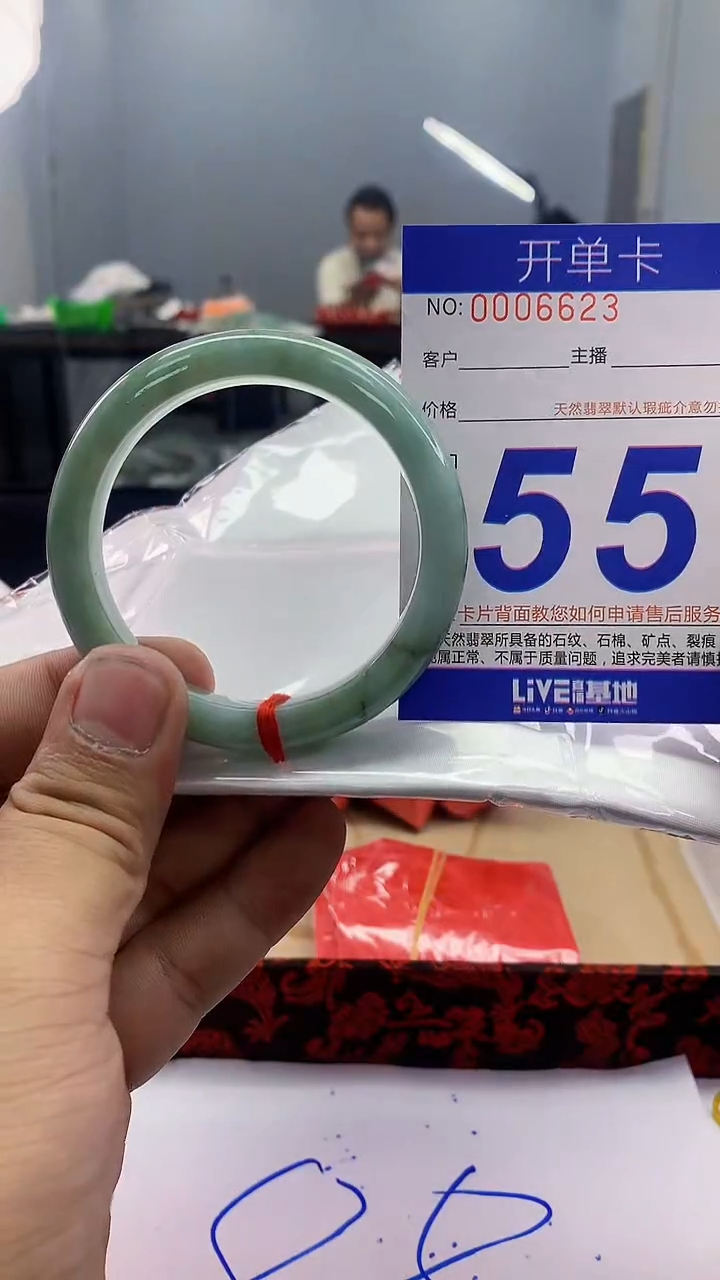 开单卡
NO: 0006623
客户 主播
价格 天然翡翠默认瑕疵介意勿
55
卡片背面教您如何申请售后服务
天然翡翠所具备的石纹、石棉、矿点、裂痕
属正常、不属于质量问题，追求完美者请慎
LiVE 基地